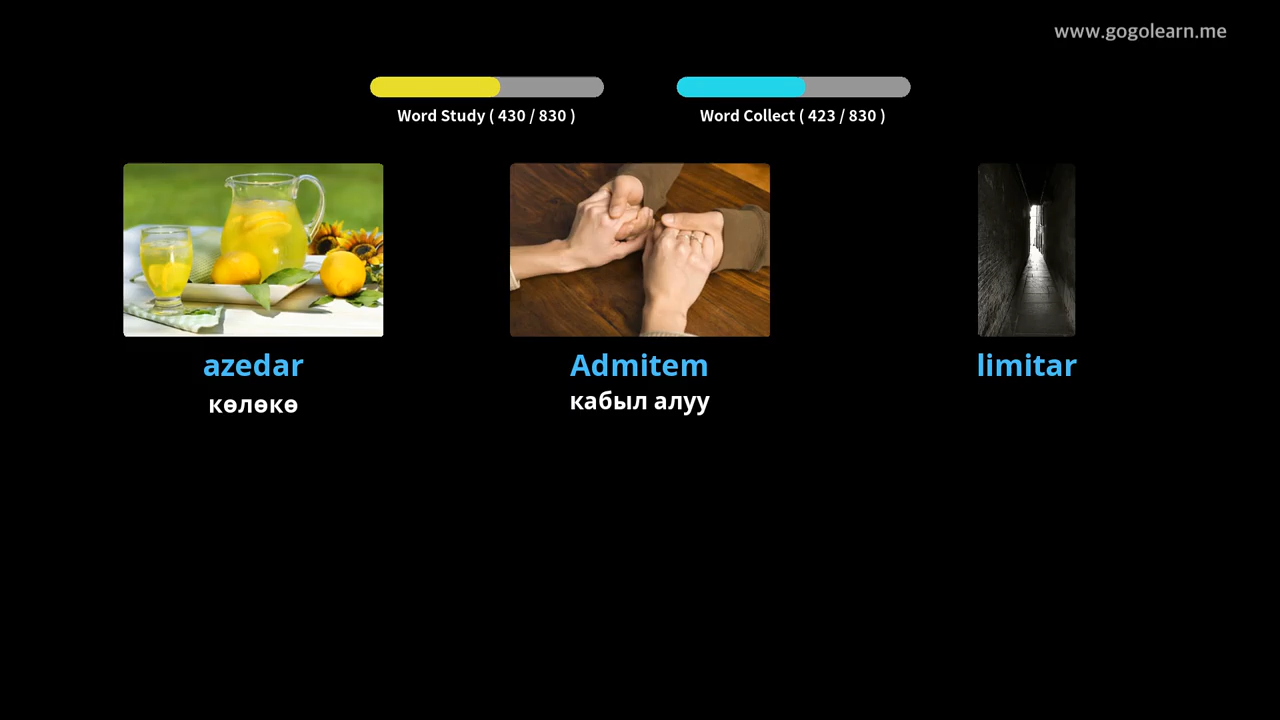 www.gogolearn.me
Word Study ( 430 / 830 )
Word Collect ( 423 / 830 )
azedar
көлөкө
Admitem
кабыл алуу
limitar